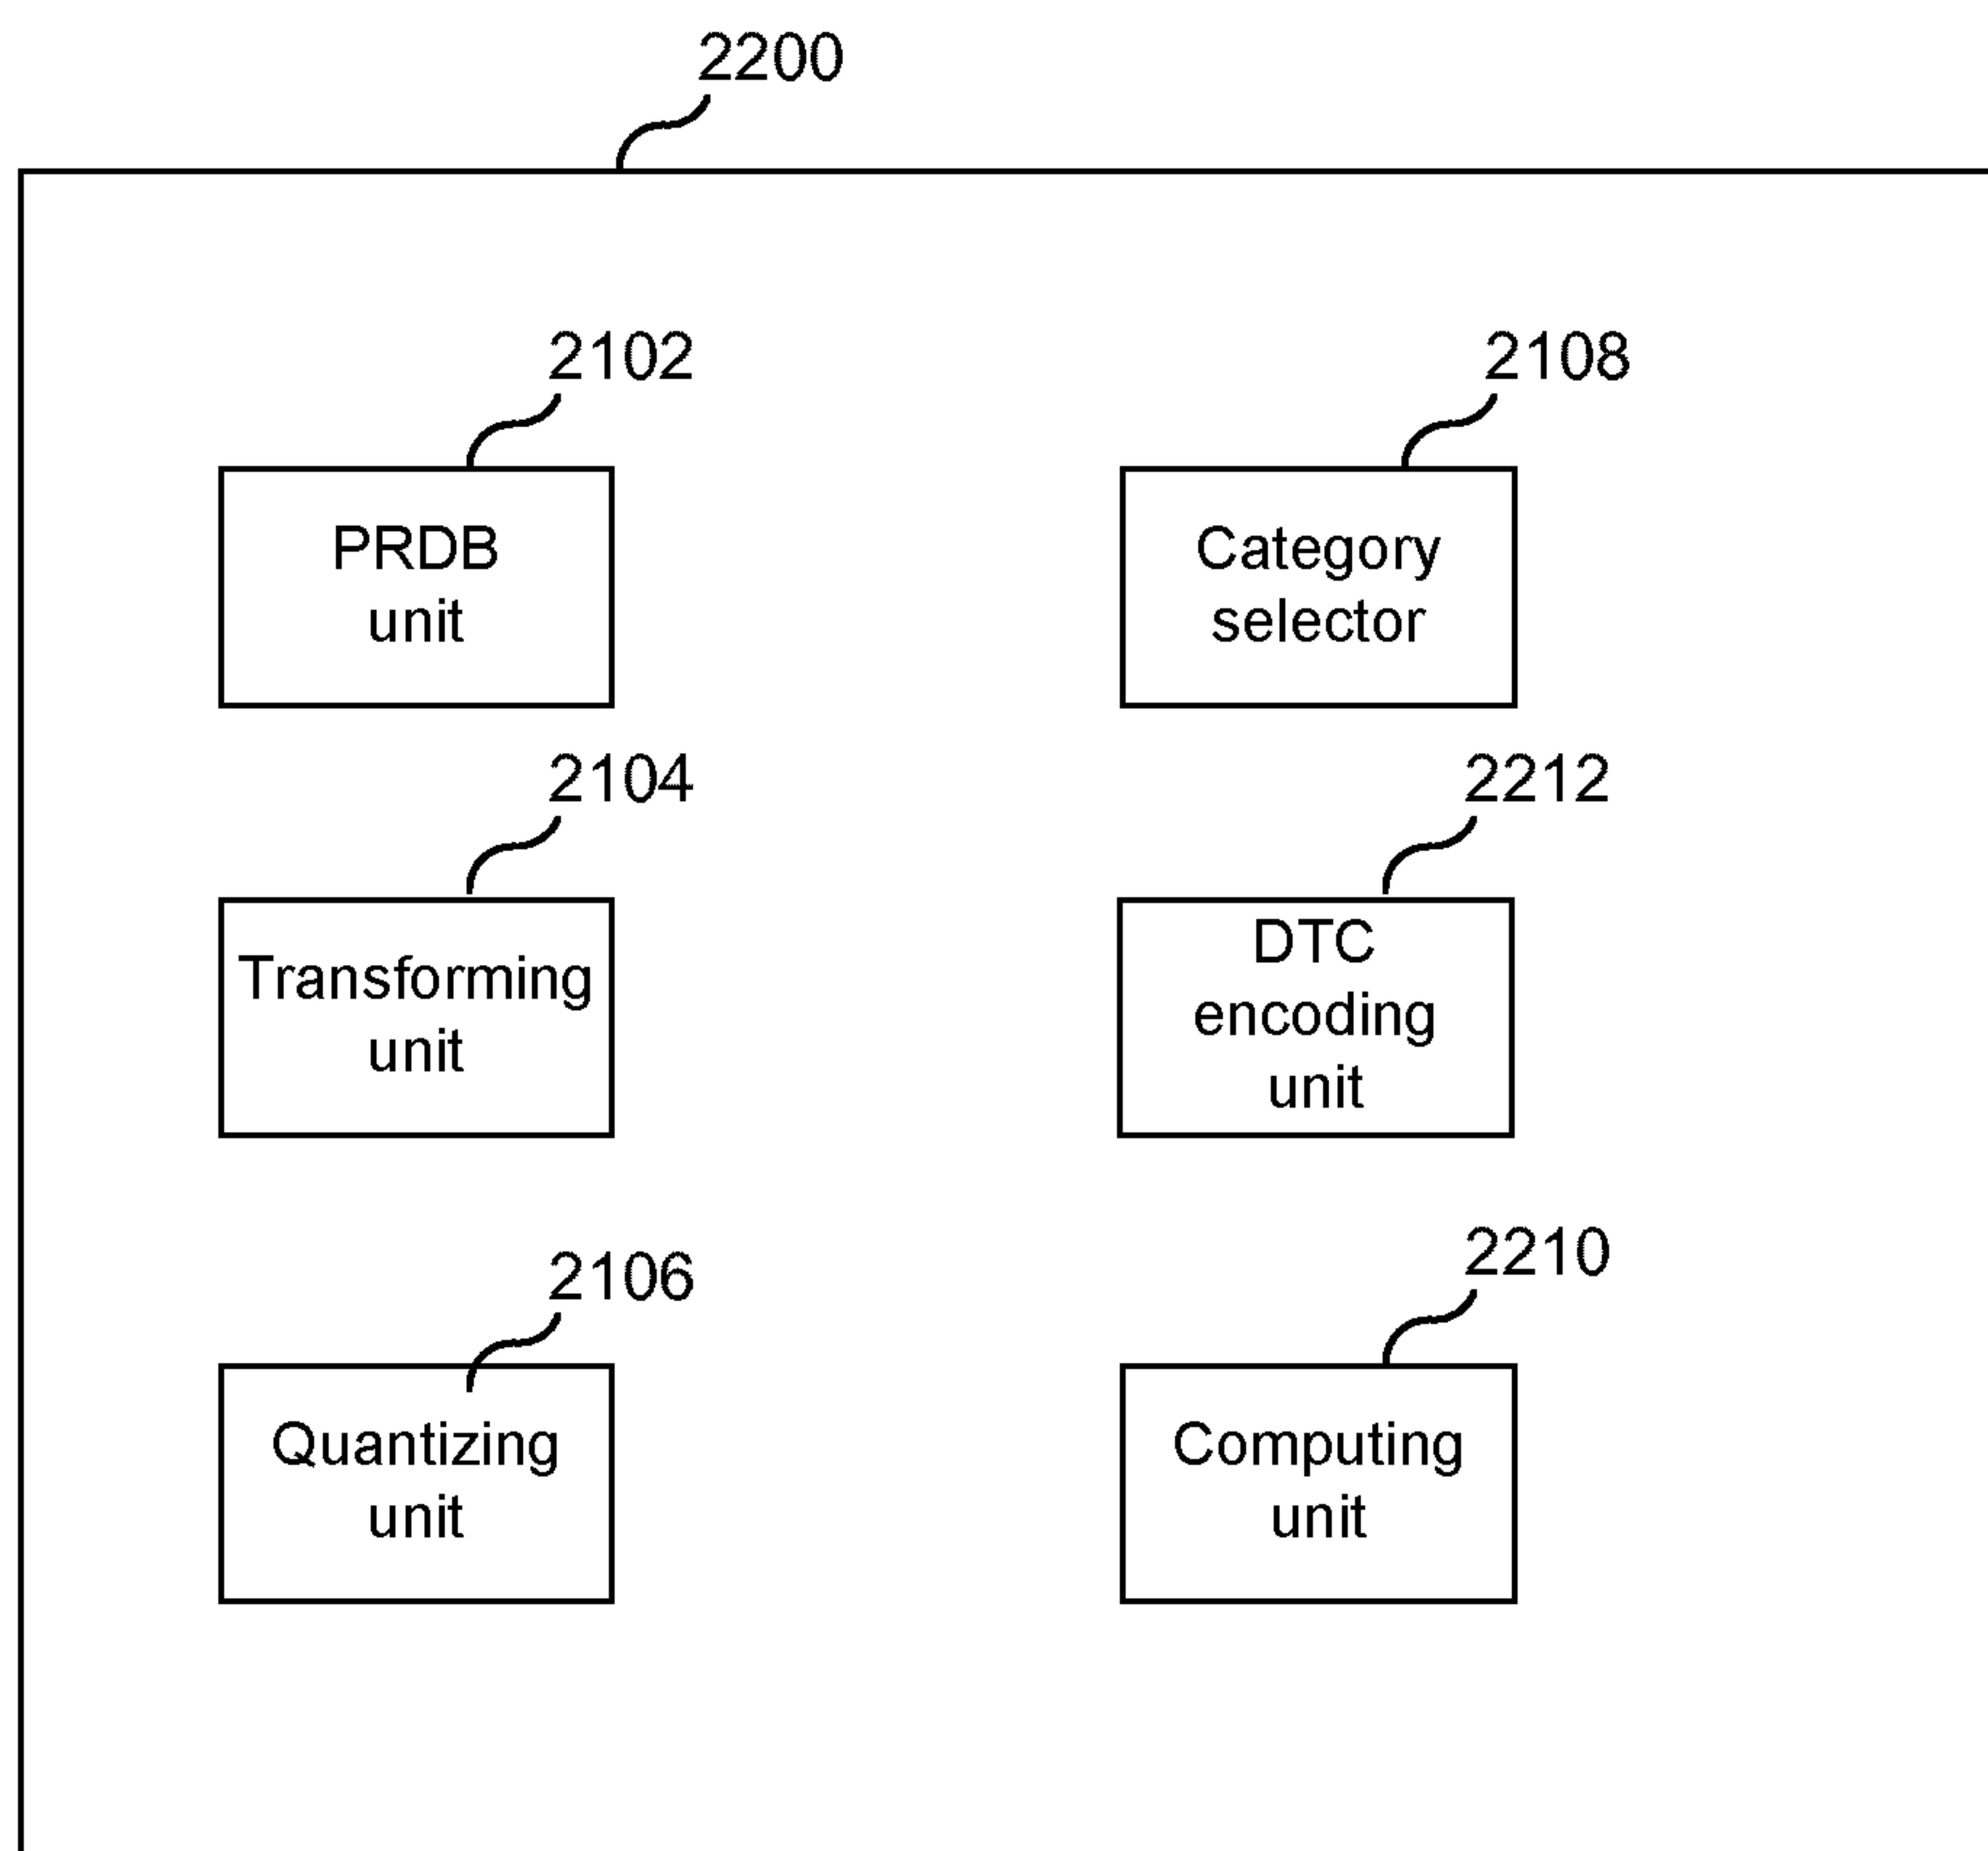 2200
2102
PRDB
unit
2108
Category
selector
2104
Transforming
unit
2212
DTC
encoding
unit
2106
Quantizing
unit
2210
Computing
unit